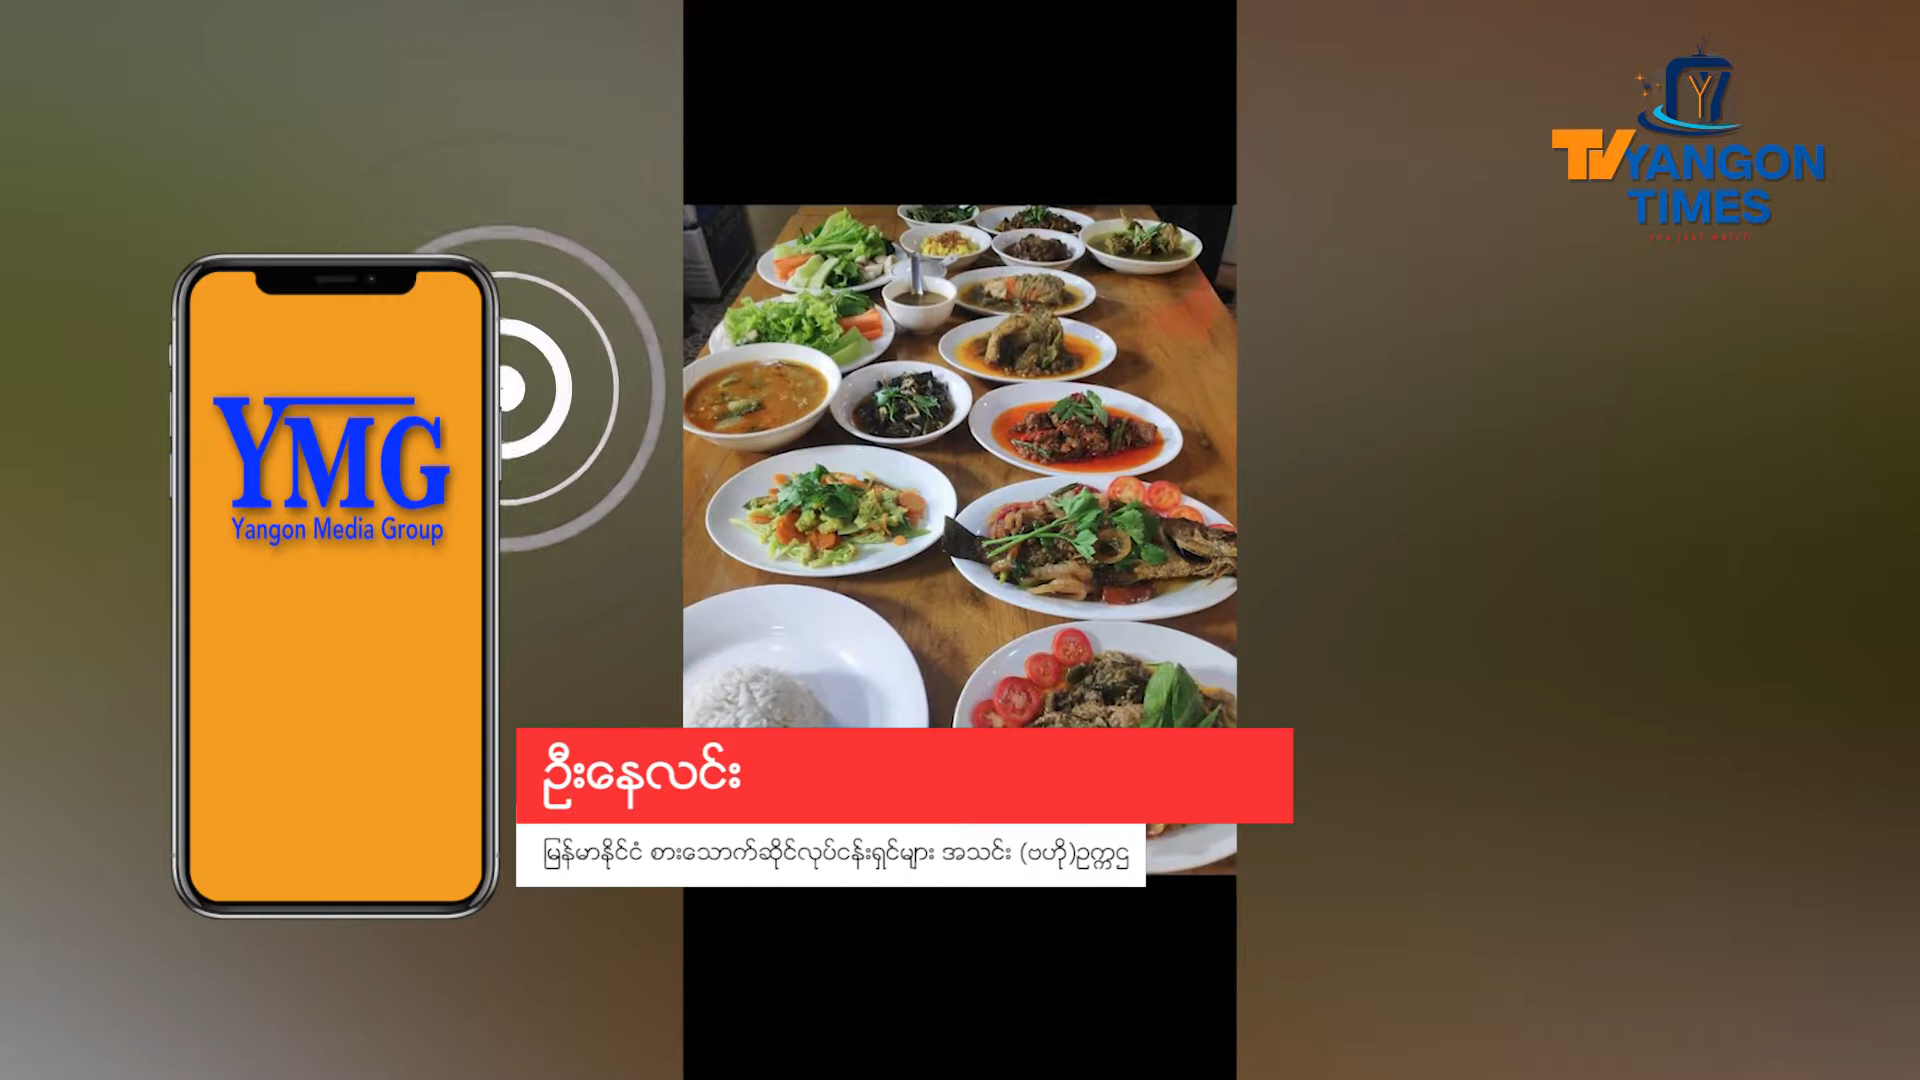 TV YANGON
TIMES
YMG
Yangon Media Group
ဦးနေလင်း
မြန်မာနိုင်ငံ စားသောက်ဆိုင်လုပ်ငန်းရှင်များ အသင်း (ဗဟို)ဥက္ကဌ